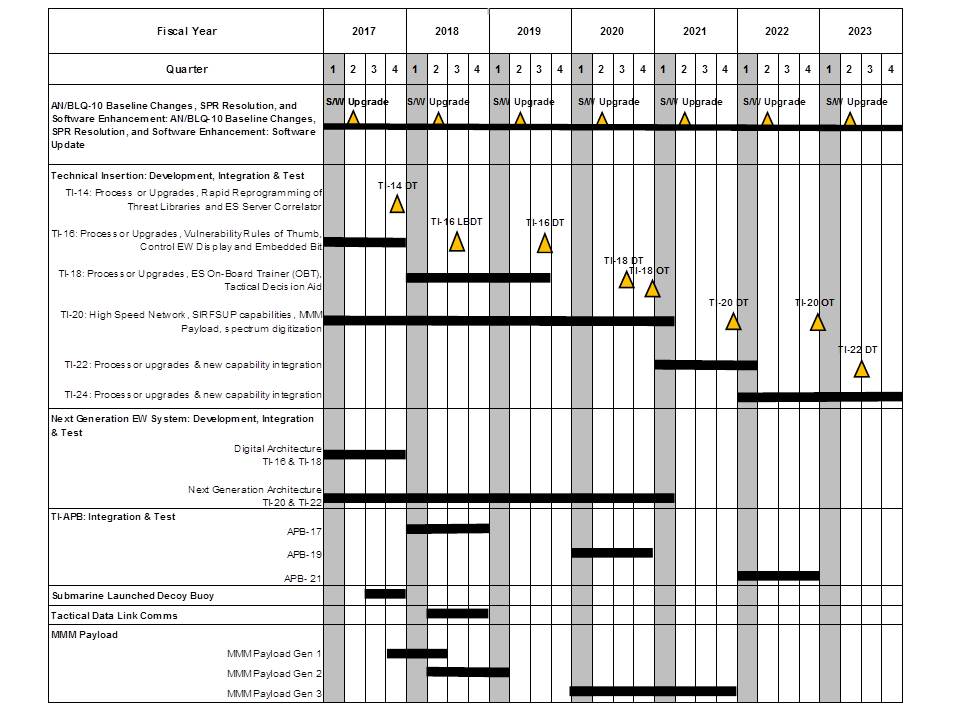 Fiscal Year 2017 2018 2019 2020 2021 2022 2023
Quarter 1 2 3 4 1 2 3 4 1 2 3 4 1 2 3 4 1 2 3 4 1 2 3 4 1 2 3 4
S/W Upgrade S/W Upgrade S/W Upgrade S/W Upgrade S/W Upgrade S/W Upgrade S/W Upgrade
AN/BLQ-10 Baseline Changes, SPR Resolution, and
Software Enhancement: AN/BLQ-10 Baseline Changes,
SPR Resolution, and Software Enhancement: Software
Update
Technical Insertion: Development, Integration & Test
TI-14 DT
TI-14: Process or Upgrades, Rapid Reprogramming of
Threat Libraries and ES Server Correlator
TI-16 LBDT TI-16 DT
TI-16: Process or Upgrades, Vulnerability Rules of Thumb,
Control EW Display and Embedded Bit
TI-18 DT
TI-18 OT
TI-18: Process or Upgrades, ES On-Board Trainer (OBT),
Tactical Decision Aid
TI-20 DT TI-20 OT
TI-20: High Speed Network, SIRFSUP capabilities, MMM
Payload, spectrum digitization
TI-22 DT
TI-22: Process or upgrades & new capability integration
TI-24: Process or upgrades & new capability integration
Next Generation EW System: Development, Integration
& Test
Digital Architecture
TI-16 & TI-18
Next Generation Architecture
TI-20 & TI-22
TI-APB: Integration & Test
APB-17
APB-19
APB- 21
Submarine Launched Decoy Buoy
Tactical Data Link Comms
MMM Payload
MMM Payload Gen 1
MMM Payload Gen 2
MMM Payload Gen 3